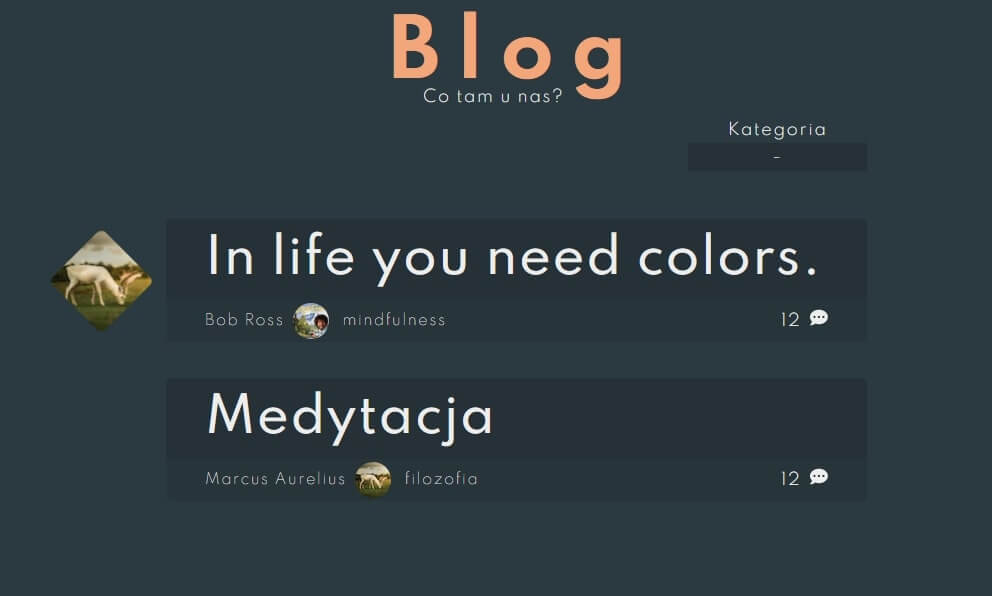 Blog
Co tam u nas?
Kategoria
-
In life you need colors.
Bob Ross mindfulness 12
Medytacja
Marcus Aurelius filozofia 12